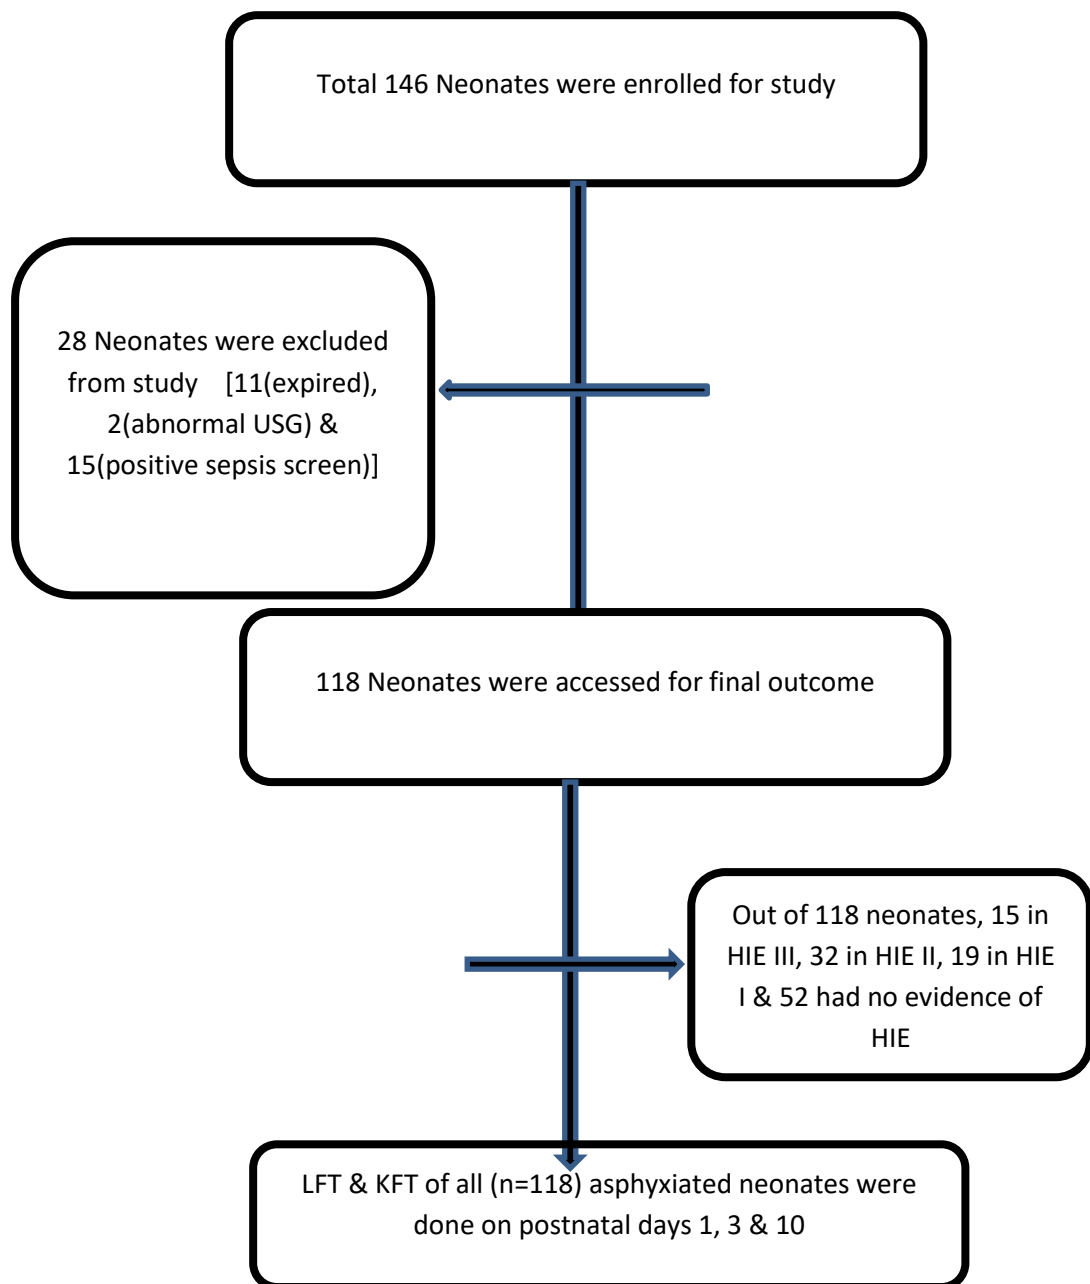 Total 146 Neonates were enrolled for study
28 Neonates were excluded
from study [11(expired),
2(abnormal USG) &
15(positive sepsis screen)]
118 Neonates were accessed for final outcome
Out of 118 neonates, 15 in
HIE III, 32 in HIE II, 19 in HIE
I & 52 had no evidence of
HIE
LFT & KFT of all (n=118) asphyxiated neonates were
done on postnatal days 1, 3 & 10